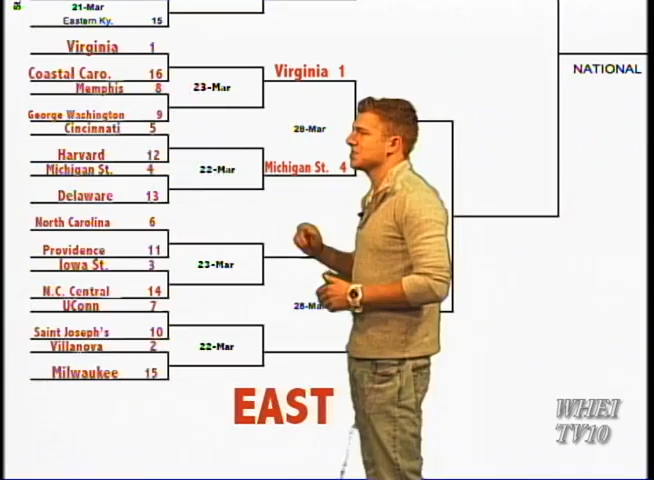 21-Mar
Eastern Ky. 15
Virginia 1
Coastal Caro. 16
Memphis 8
23-Mar
Virginia 1
NATIONAL
George Washington 9
Cincinnati 5
28-Mar
Harvard 12
Michigan St. 4
22-Mar
Michigan St. 4
Delaware 13
North Carolina 6
Providence 11
Iowa St. 3
23-Mar
N.C. Central 14
UConn 7
Saint Joseph's 10
Villanova 2
22-Mar
Milwaukee 15
EAST
WHEI
TV10